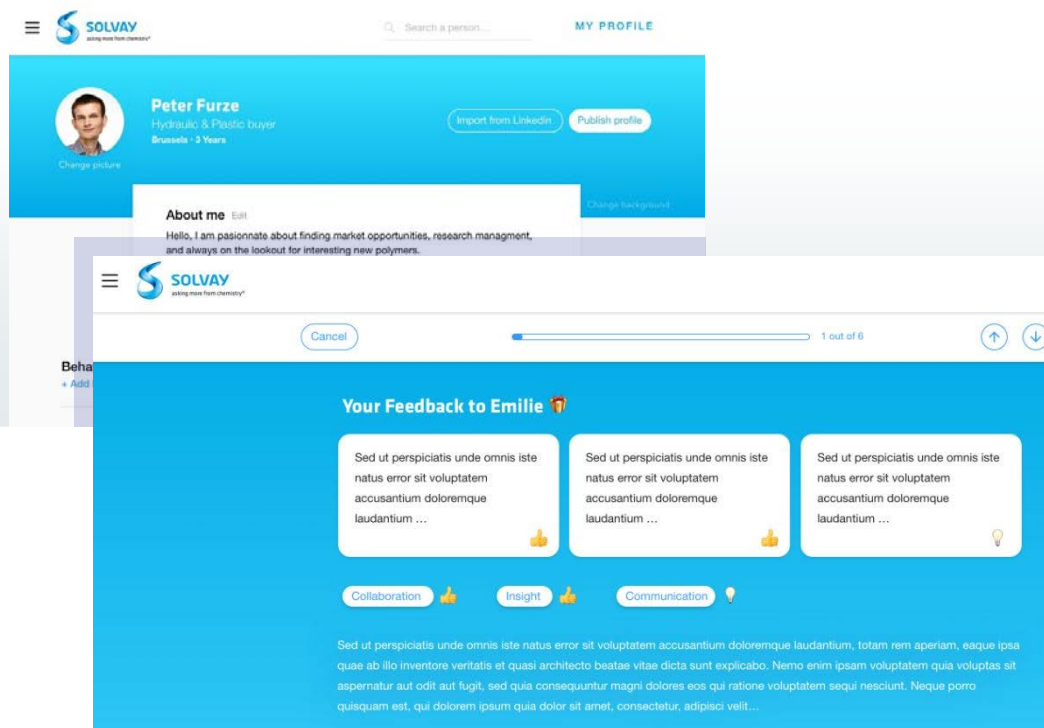 SOLVAY
asking more from chemistry®
Search a person...
MY PROFILE
Peter Furze
Hydraulic & Plastic buyer
Brussels - 3 Years
Import from Linkedin
Publish profile
Change picture
Change background
About me Edit
Hello, I am pasionnate about finding market opportunities, research managment,
and always on the lookout for interesting new polymers.
Beha
+ Add
SOLVAY
asking more from chemistry®
Cancel
1 out of 6
Your Feedback to Emilie
Sed ut perspiciatis unde omnis iste
natus error sit voluptatem
accusantium doloremque
laudantium ...
Sed ut perspiciatis unde omnis iste
natus error sit voluptatem
accusantium doloremque
laudantium ...
Sed ut perspiciatis unde omnis iste
natus error sit voluptatem
accusantium doloremque
laudantium ...
Collaboration
Insight
Communication
Sed ut perspiciatis unde omnis iste natus error sit voluptatem accusantium doloremque laudantium, totam rem aperiam, eaque ipsa
quae ab illo inventore veritatis et quasi architecto beatae vitae dicta sunt explicabo. Nemo enim ipsam voluptatem quia voluptas sit
aspernatur aut odit aut fugit, sed quia consequuntur magni dolores eos qui ratione voluptatem sequi nesciunt. Neque porro
quisquam est, qui dolorem ipsum quia dolor sit amet, consectetur, adipisci velit...